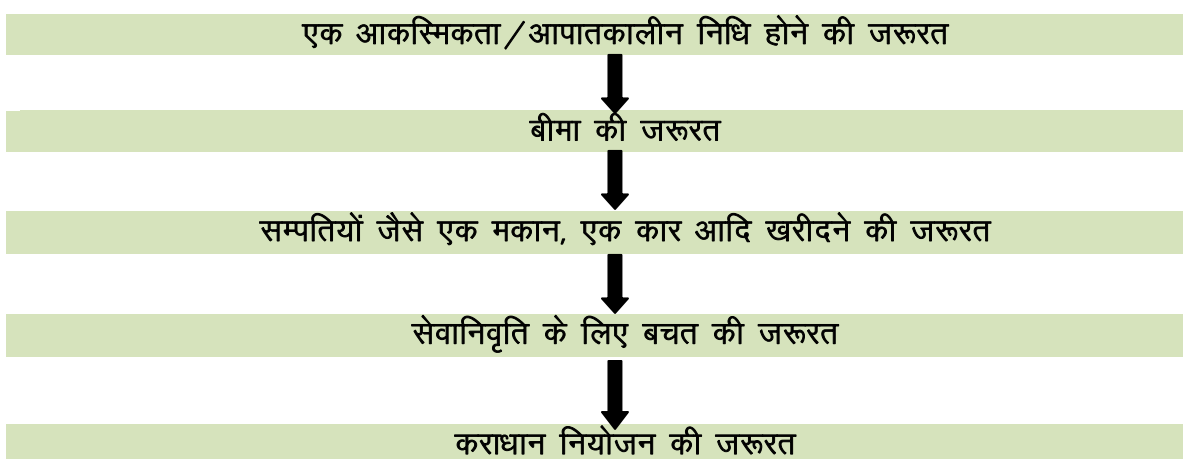 एक आकस्मिकता/आपातकालीन निधि होने की जरूरत
बीमा की जरूरत
सम्पतियों जैसे एक मकान, एक कार आदि खरीदने की जरूरत
सेवानिवृति के लिए बचत की जरूरत
कराधान नियोजन की जरूरत